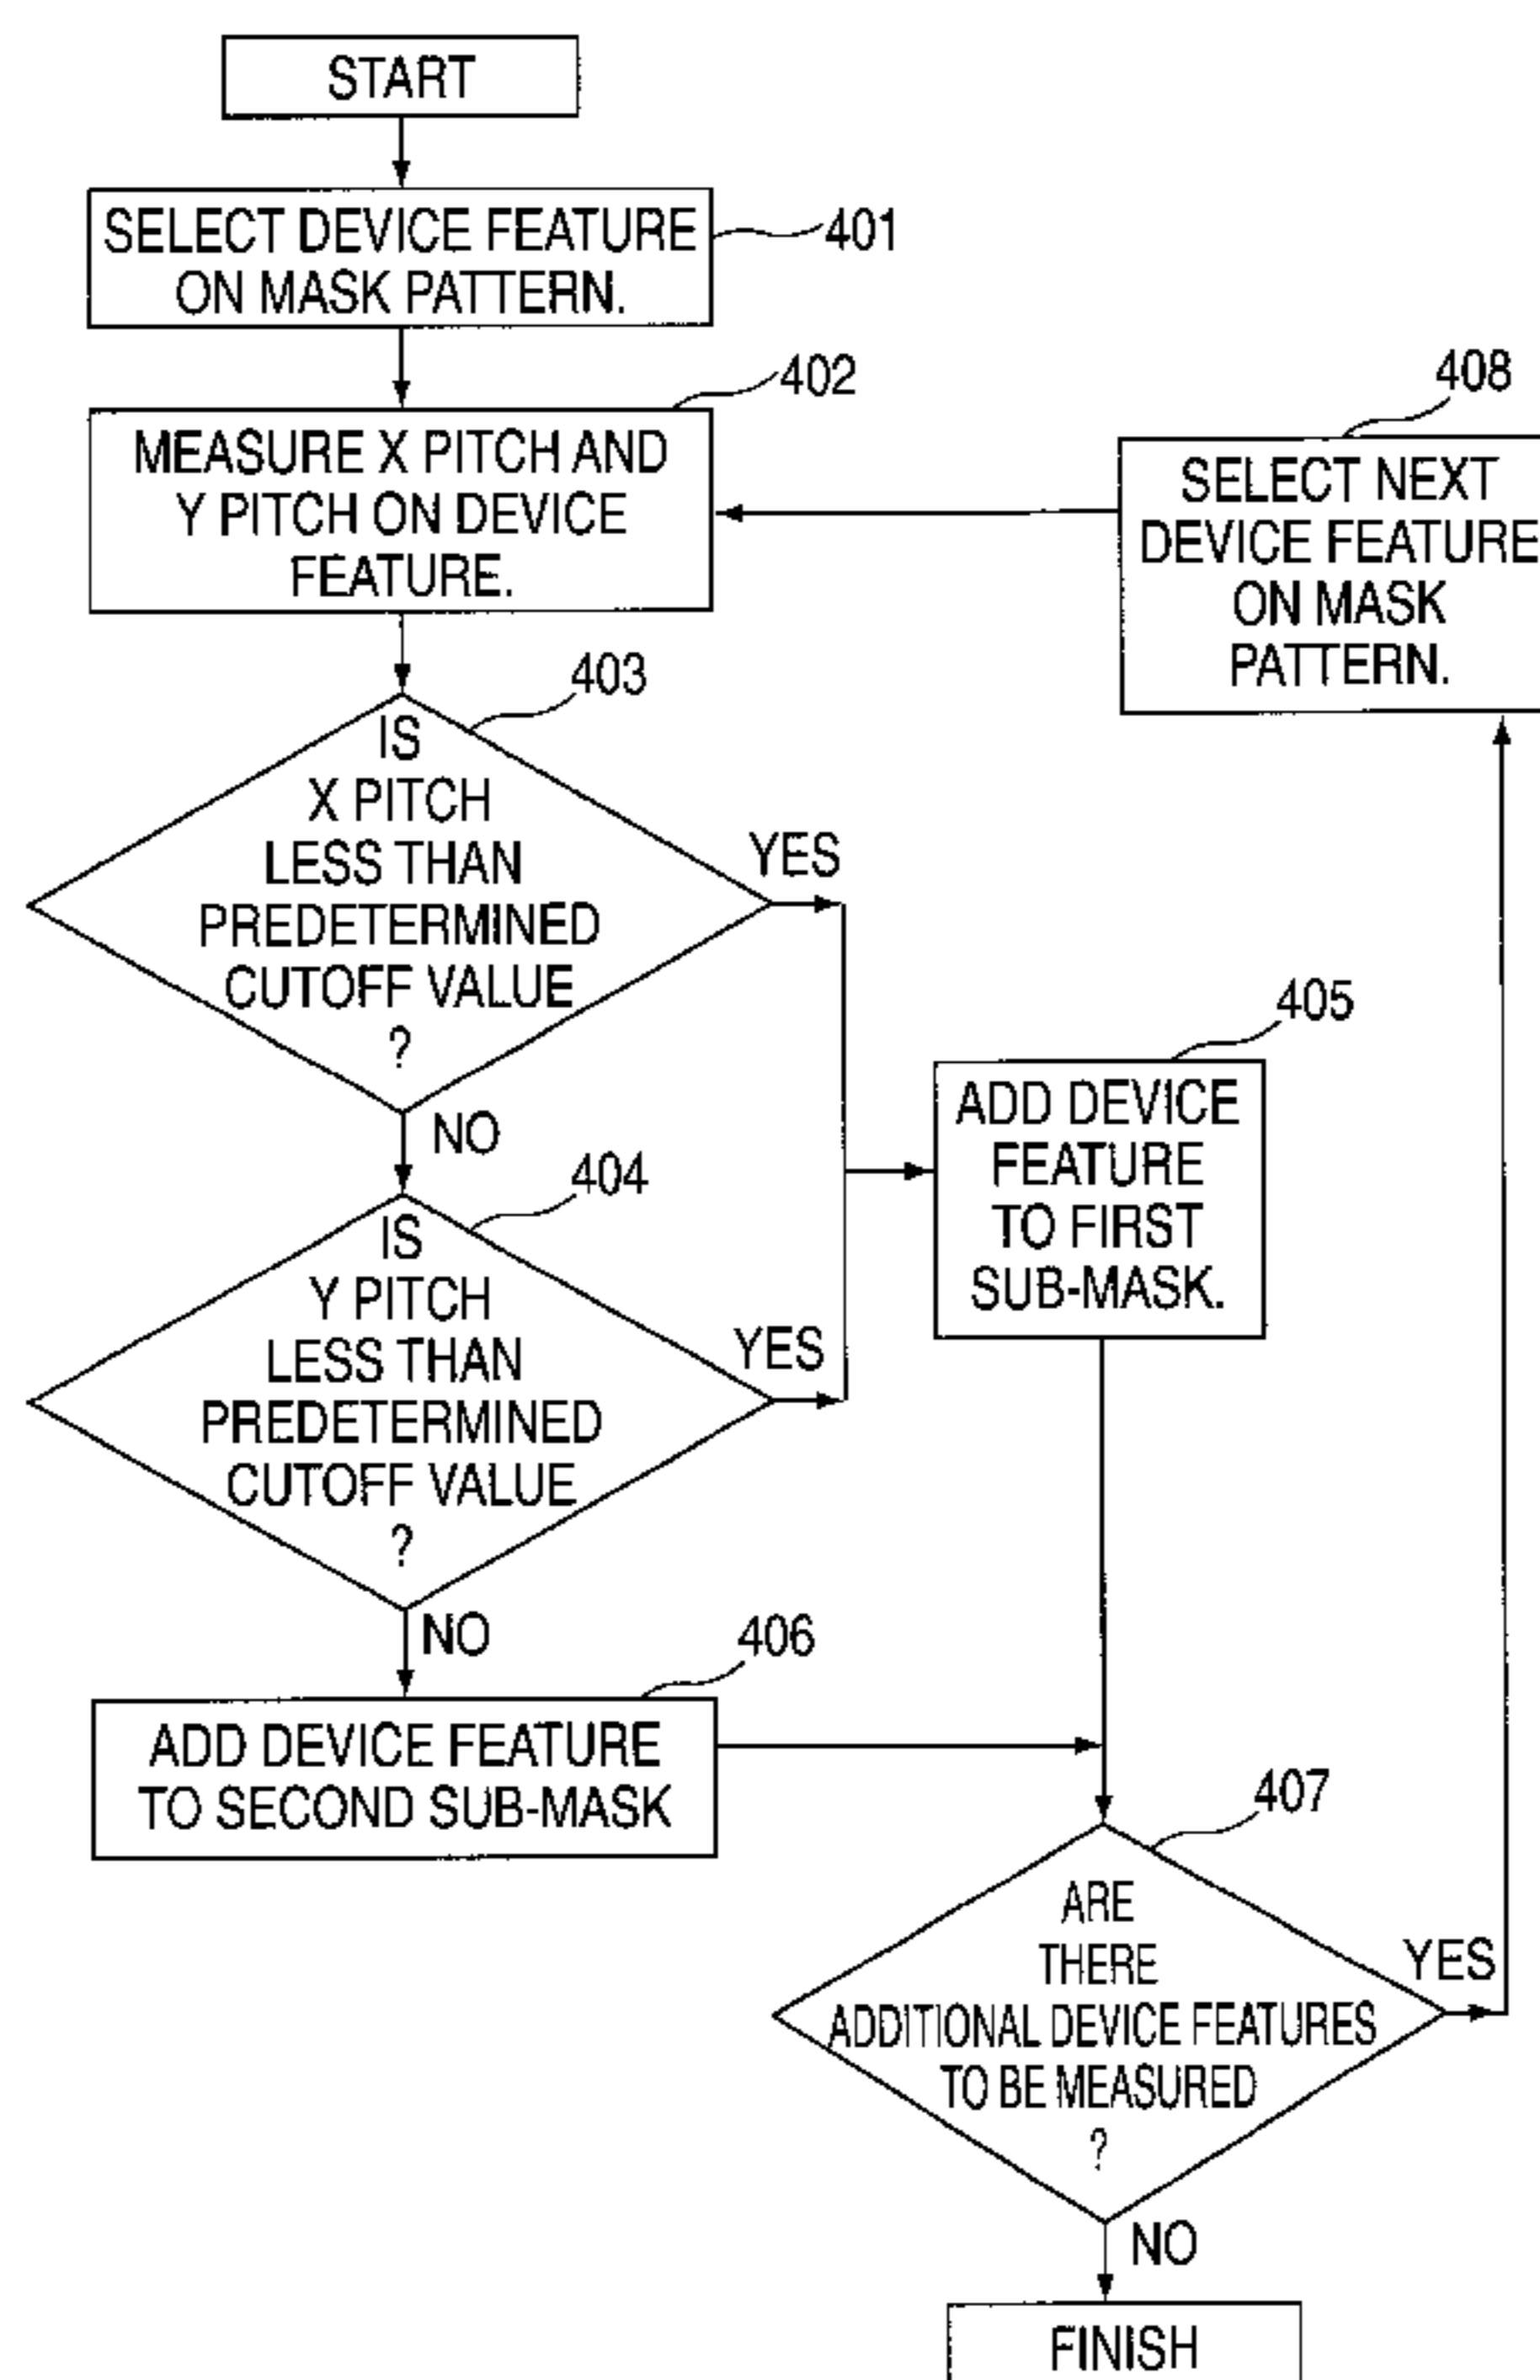 START
SELECT DEVICE FEATURE
ON MASK PATTERN.
401
402
MEASURE X PITCH AND
Y PITCH ON DEVICE
FEATURE.
408
SELECT NEXT
DEVICE FEATURE
ON MASK
PATTERN.
403
IS
X PITCH
LESS THAN
PREDETERMINED
CUTOFF VALUE
?
YES
NO
404
IS
Y PITCH
LESS THAN
PREDETERMINED
CUTOFF VALUE
?
YES
NO
405
ADD DEVICE
FEATURE
TO FIRST
SUB-MASK.
406
ADD DEVICE FEATURE
TO SECOND SUB-MASK
407
ARE
THERE
ADDITIONAL DEVICE FEATURES
TO BE MEASURED
?
YES
NO
FINISH